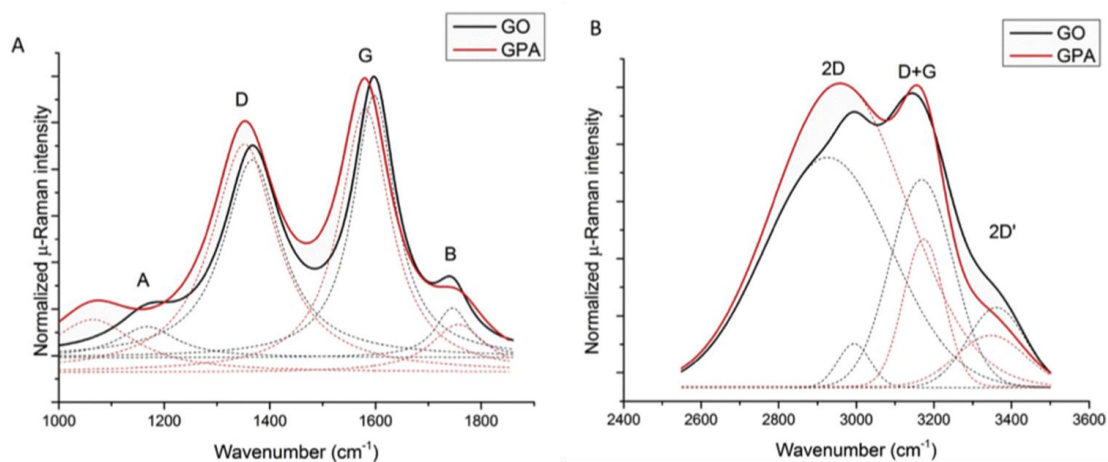 A
GO
GPA
G
D
A
B
Normalized μ-Raman intensity
1000
1200
1400
1600
1800
Wavenumber (cm⁻¹)
B
GO
GPA
2D
D+G
2D'
Normalized μ-Raman intensity
2400
2600
2800
3000
3200
3400
3600
Wavenumber (cm⁻¹)